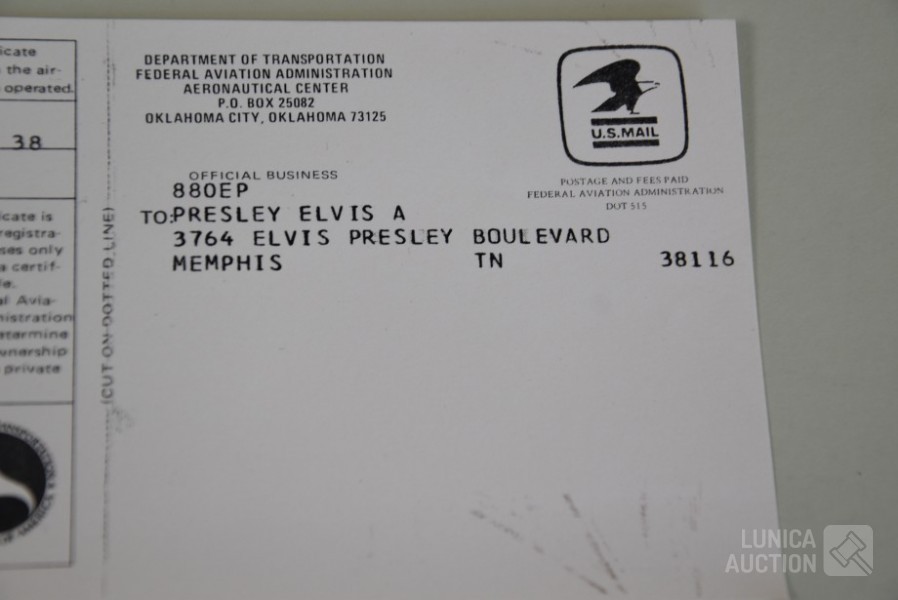 icate
the air-
operated.
38
icate is
registra-
ses only
a certif-
le.
al Avia-
nistration
etermine
wnership
private
(CUT ON DOTTED LINE)
DEPARTMENT OF TRANSPORTATION
FEDERAL AVIATION ADMINISTRATION
AERONAUTICAL CENTER
P.O. BOX 25082
OKLAHOMA CITY, OKLAHOMA 73125
U.S.MAIL
POSTAGE AND FEES PAID
FEDERAL AVIATION ADMINISTRATION
DOT 515
OFFICIAL BUSINESS
880EP
TO:PRESLEY ELVIS A
3764 ELVIS PRESLEY BOULEVARD
MEMPHIS TN 38116
LUNICA
AUCTION